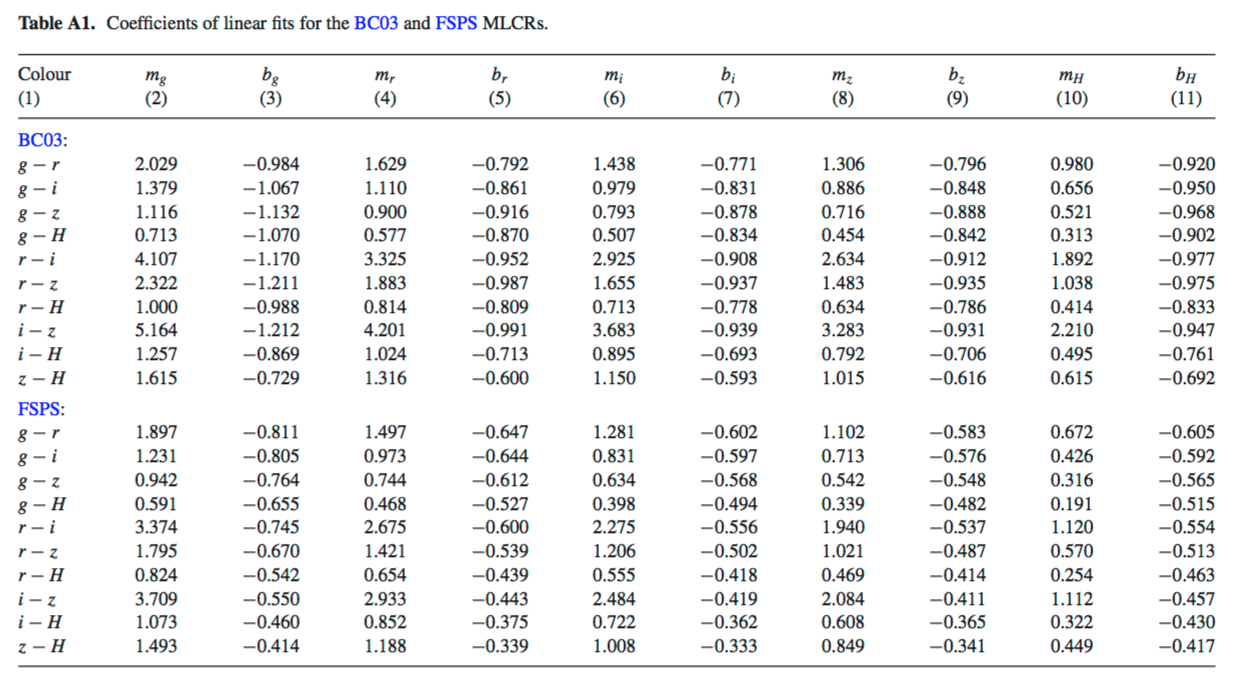 Table A1. Coefficients of linear fits for the BC03 and FSPS MLCRs.
Colour m_g b_g m_r b_r m_i b_i m_z b_z m_H b_H
(1) (2) (3) (4) (5) (6) (7) (8) (9) (10) (11)
BC03:
g − r 2.029 −0.984 1.629 −0.792 1.438 −0.771 1.306 −0.796 0.980 −0.920
g − i 1.379 −1.067 1.110 −0.861 0.979 −0.831 0.886 −0.848 0.656 −0.950
g − z 1.116 −1.132 0.900 −0.916 0.793 −0.878 0.716 −0.888 0.521 −0.968
g − H 0.713 −1.070 0.577 −0.870 0.507 −0.834 0.454 −0.842 0.313 −0.902
r − i 4.107 −1.170 3.325 −0.952 2.925 −0.908 2.634 −0.912 1.892 −0.977
r − z 2.322 −1.211 1.883 −0.987 1.655 −0.937 1.483 −0.935 1.038 −0.975
r − H 1.000 −0.988 0.814 −0.809 0.713 −0.778 0.634 −0.786 0.414 −0.833
i − z 5.164 −1.212 4.201 −0.991 3.683 −0.939 3.283 −0.931 2.210 −0.947
i − H 1.257 −0.869 1.024 −0.713 0.895 −0.693 0.792 −0.706 0.495 −0.761
z − H 1.615 −0.729 1.316 −0.600 1.150 −0.593 1.015 −0.616 0.615 −0.692
FSPS:
g − r 1.897 −0.811 1.497 −0.647 1.281 −0.602 1.102 −0.583 0.672 −0.605
g − i 1.231 −0.805 0.973 −0.644 0.831 −0.597 0.713 −0.576 0.426 −0.592
g − z 0.942 −0.764 0.744 −0.612 0.634 −0.568 0.542 −0.548 0.316 −0.565
g − H 0.591 −0.655 0.468 −0.527 0.398 −0.494 0.339 −0.482 0.191 −0.515
r − i 3.374 −0.745 2.675 −0.600 2.275 −0.556 1.940 −0.537 1.120 −0.554
r − z 1.795 −0.670 1.421 −0.539 1.206 −0.502 1.021 −0.487 0.570 −0.513
r − H 0.824 −0.542 0.654 −0.439 0.555 −0.418 0.469 −0.414 0.254 −0.463
i − z 3.709 −0.550 2.933 −0.443 2.484 −0.419 2.084 −0.411 1.112 −0.457
i − H 1.073 −0.460 0.852 −0.375 0.722 −0.362 0.608 −0.365 0.322 −0.430
z − H 1.493 −0.414 1.188 −0.339 1.008 −0.333 0.849 −0.341 0.449 −0.417